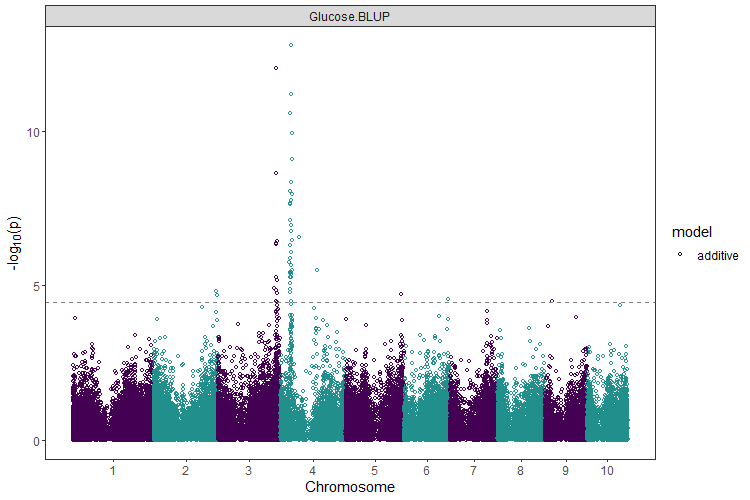 Glucose.BLUP
-log10(p)
10
5
0
1 2 3 4 5 6 7 8 9 10
Chromosome
model
additive